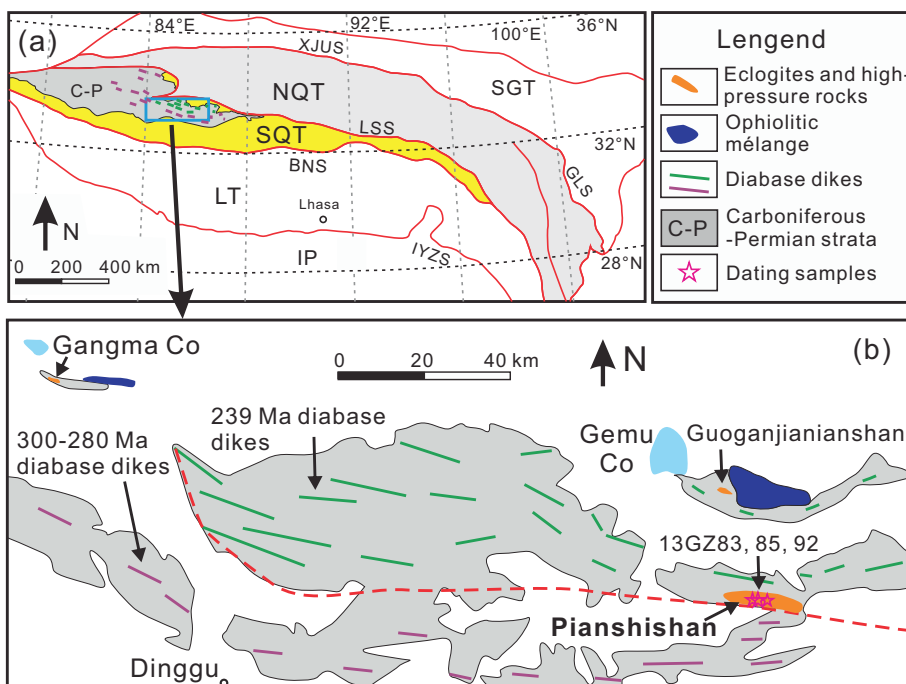 (a)
84°E
92°E
100°E
36°N
XJUS
C-P
NQT
SGT
SQT
LSS
32°N
BNS
GLS
LT
Lhasa
N
IYZS
28°N
IP
0 200 400 km
Lengend
Eclogites and high-
pressure rocks
Ophiolitic
mélange
Diabase dikes
C-P
Carboniferous
-Permian strata
Dating samples
(b)
Gangma Co
0 20 40 km
N
239 Ma diabase
dikes
300-280 Ma
diabase dikes
Gemu
Co
Guoganjianianshan
13GZ83, 85, 92
Pianshishan
Dinggu